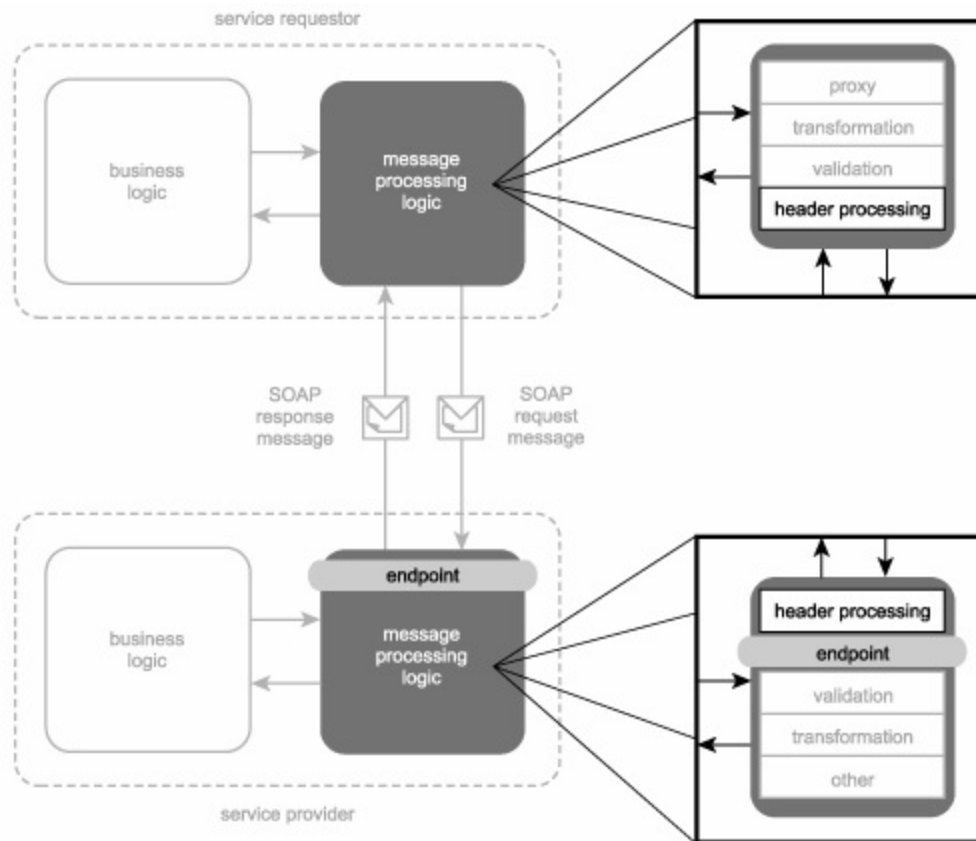 service requestor
business
logic
message
processing
logic
proxy
transformation
validation
header processing
SOAP
response
message
SOAP
request
message
endpoint
business
logic
message
processing
logic
header processing
endpoint
validation
transformation
other
service provider